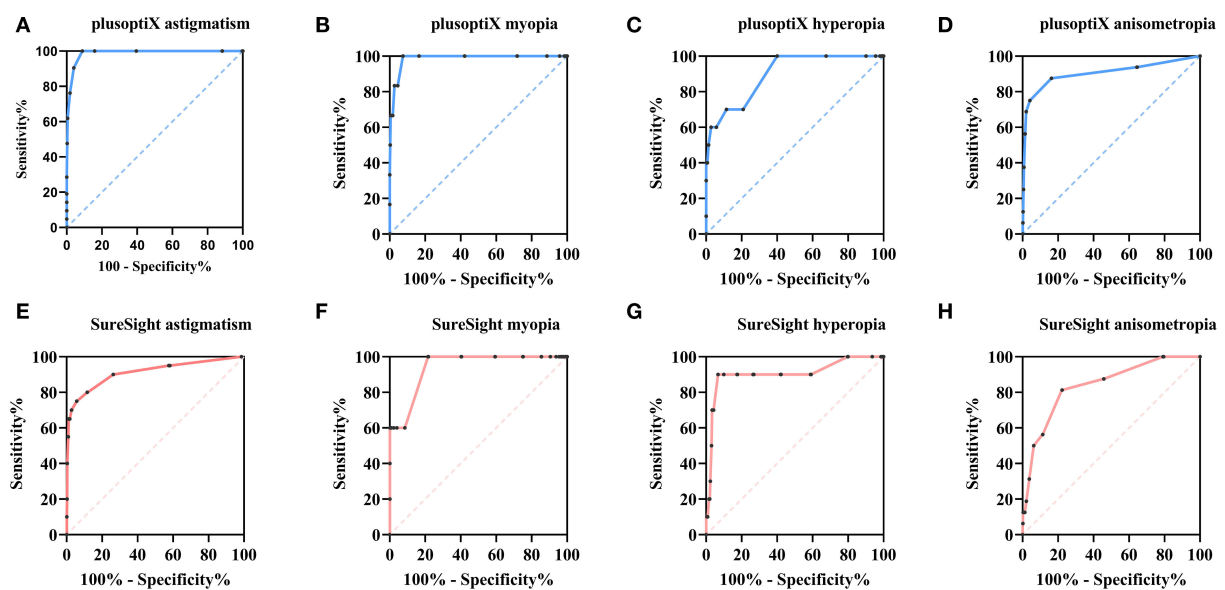 A
plusoptiX astigmatism
Sensitivity%
100
80
60
40
20
0
0 20 40 60 80 100
100 - Specificity%
B
plusoptiX myopia
Sensitivity%
100
80
60
40
20
0
0 20 40 60 80 100
100% - Specificity%
C
plusoptiX hyperopia
Sensitivity%
100
80
60
40
20
0
0 20 40 60 80 100
100% - Specificity%
D
plusoptiX anisometropia
Sensitivity%
100
80
60
40
20
0
0 20 40 60 80 100
100% - Specificity%
E
SureSight astigmatism
Sensitivity%
100
80
60
40
20
0
0 20 40 60 80 100
100% - Specificity%
F
SureSight myopia
Sensitivity%
100
80
60
40
20
0
0 20 40 60 80 100
100% - Specificity%
G
SureSight hyperopia
Sensitivity%
100
80
60
40
20
0
0 20 40 60 80 100
100% - Specificity%
H
SureSight anisometropia
Sensitivity%
100
80
60
40
20
0
0 20 40 60 80 100
100% - Specificity%